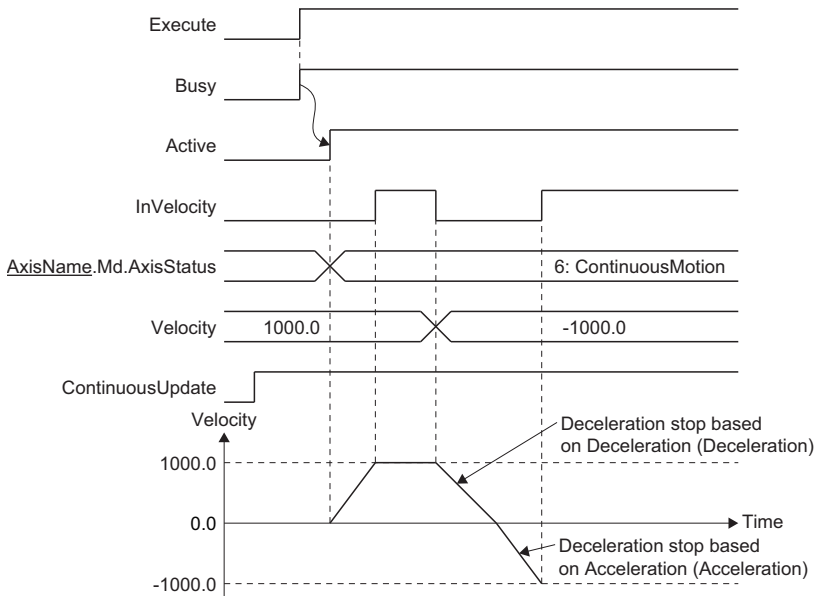 Execute
Busy
Active
InVelocity
AxisName.Md.AxisStatus
6: ContinuousMotion
Velocity
1000.0
-1000.0
ContinuousUpdate
Velocity
Deceleration stop based
on Deceleration (Deceleration)
1000.0
0.0
Time
Deceleration stop based
on Acceleration (Acceleration)
-1000.0